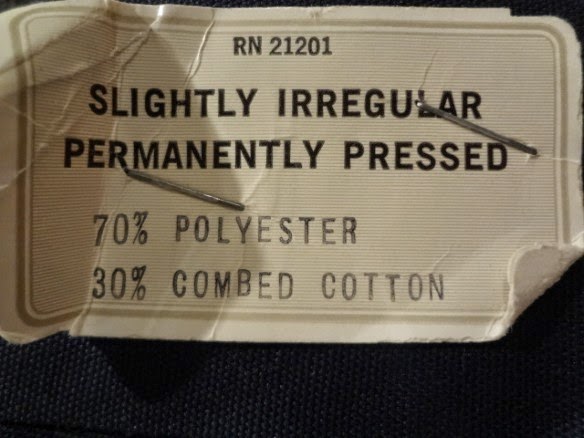 RN 21201
SLIGHTLY IRREGULAR
PERMANENTLY PRESSED
70% POLYESTER
30% COMBED COTTON